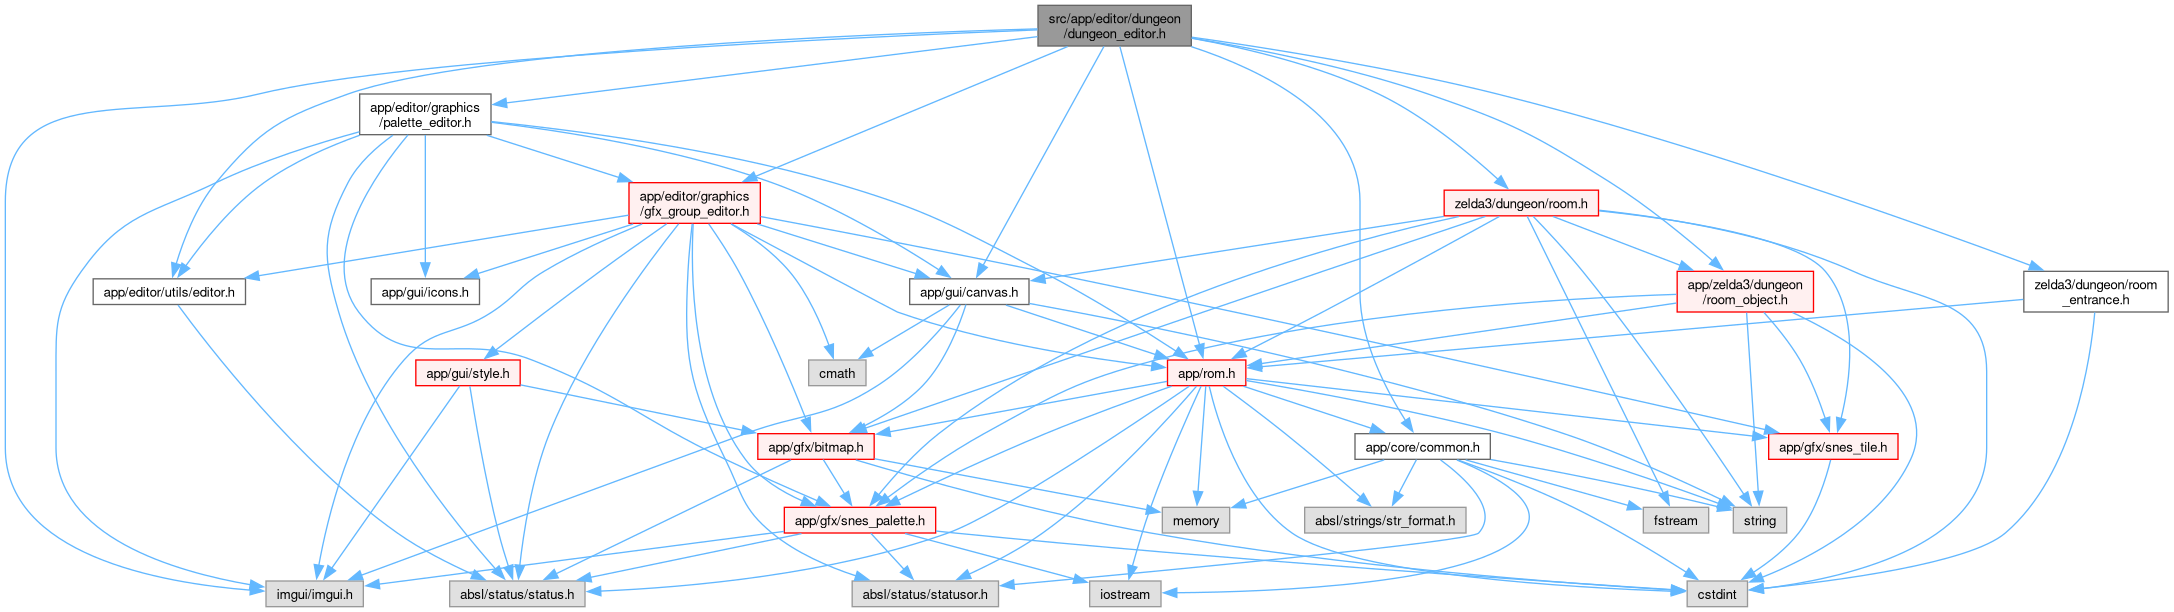 src/app/editor/dungeon
/dungeon_editor.h
app/editor/graphics
/palette_editor.h
app/editor/graphics
/gfx_group_editor.h
zelda3/dungeon/room.h
app/editor/utils/editor.h
app/gui/icons.h
app/gui/canvas.h
app/zelda3/dungeon
/room_object.h
zelda3/dungeon/room
_entrance.h
app/gui/style.h
cmath
app/rom.h
app/gfx/bitmap.h
app/core/common.h
app/gfx/snes_tile.h
app/gfx/snes_palette.h
memory
absl/strings/str_format.h
fstream
string
imgui/imgui.h
absl/status/status.h
absl/status/statusor.h
iostream
cstdint